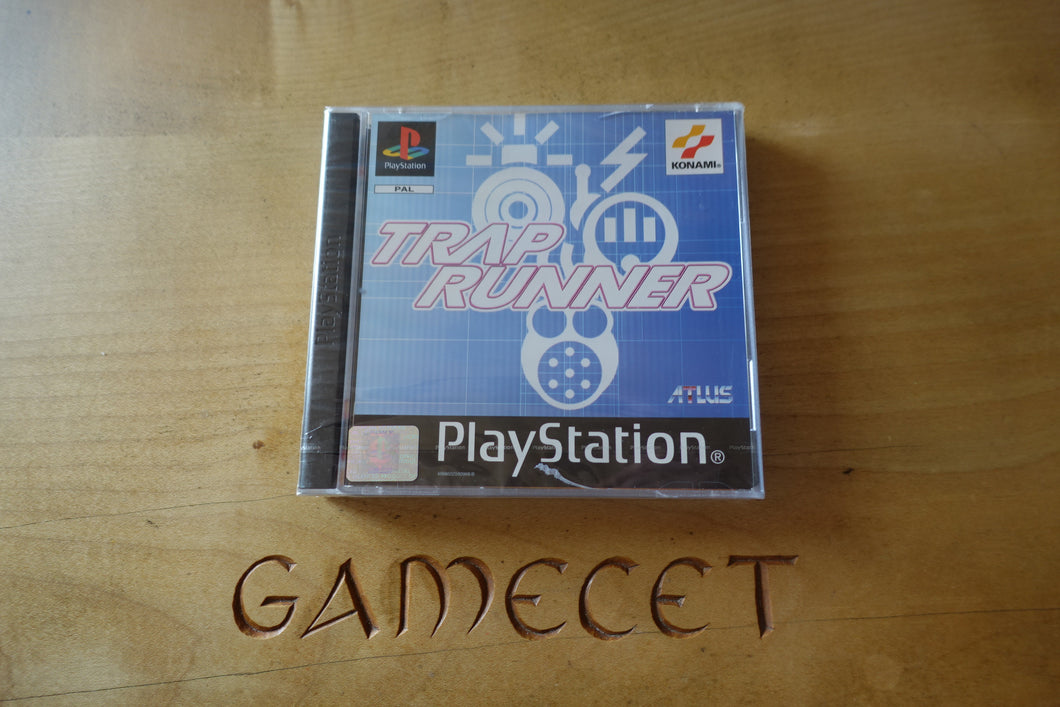 PlayStation
KONAMI®
PAL
TRAP
RUNNER
PlayStation
ATLUS
PlayStation®
GAMECET